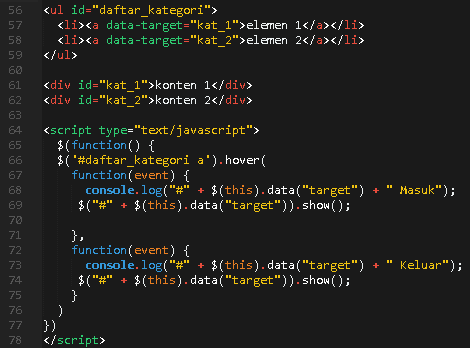 56 <ul id="daftar_kategori">
57   <li><a data-target="kat_1">elemen 1</a></li>
58   <li><a data-target="kat_2">elemen 2</a></li>
59 </ul>
60
61 <div id="kat_1">konten 1</div>
62 <div id="kat_2">konten 2</div>
63
64 <script type="text/javascript">
65   $(function() {
66   $('#daftar_kategori a').hover(
67     function(event) {
68       console.log("#" + $(this).data("target") + " Masuk");
69      $("#" + $(this).data("target")).show();
70
71     },
72     function(event) {
73       console.log("#" + $(this).data("target") + " Keluar");
74      $("#" + $(this).data("target")).show();
75     }
76   )
77 })
78 </script>